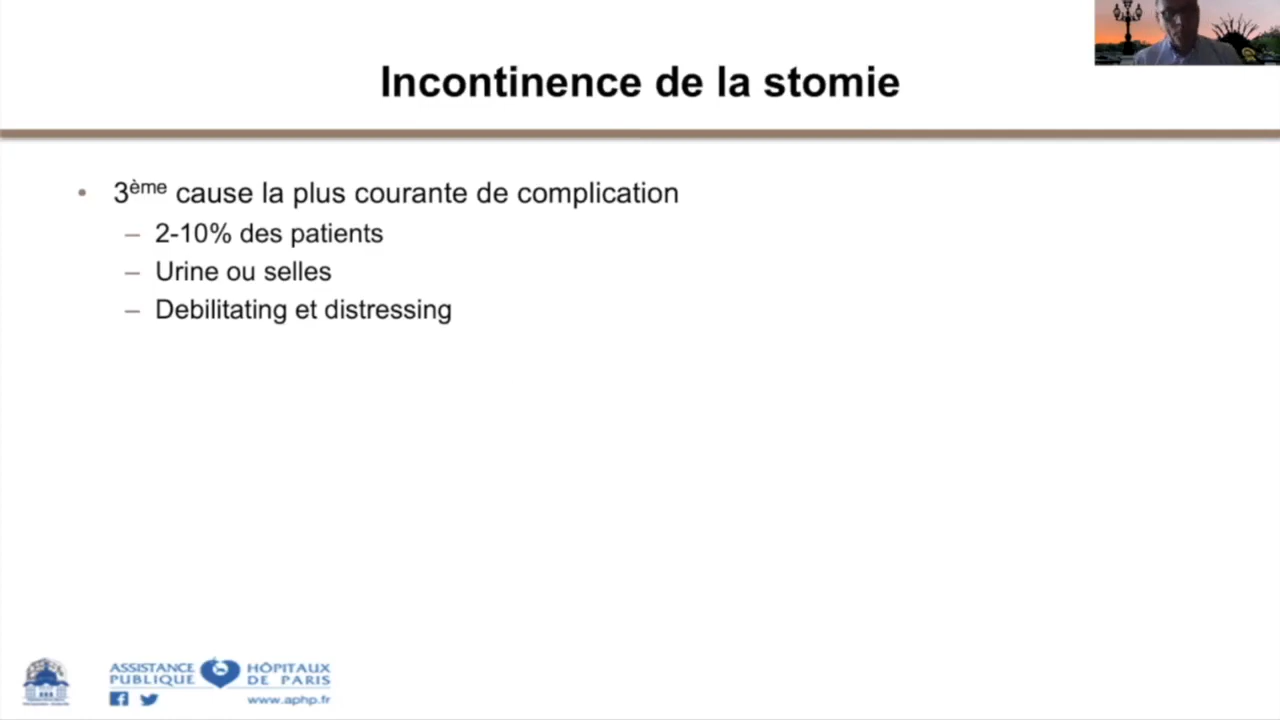 Incontinence de la stomie
• 3ème cause la plus courante de complication
– 2-10% des patients
– Urine ou selles
– Debilitating et distressing
ASSISTANCE PUBLIQUE HÔPITAUX DE PARIS
www.aphp.fr